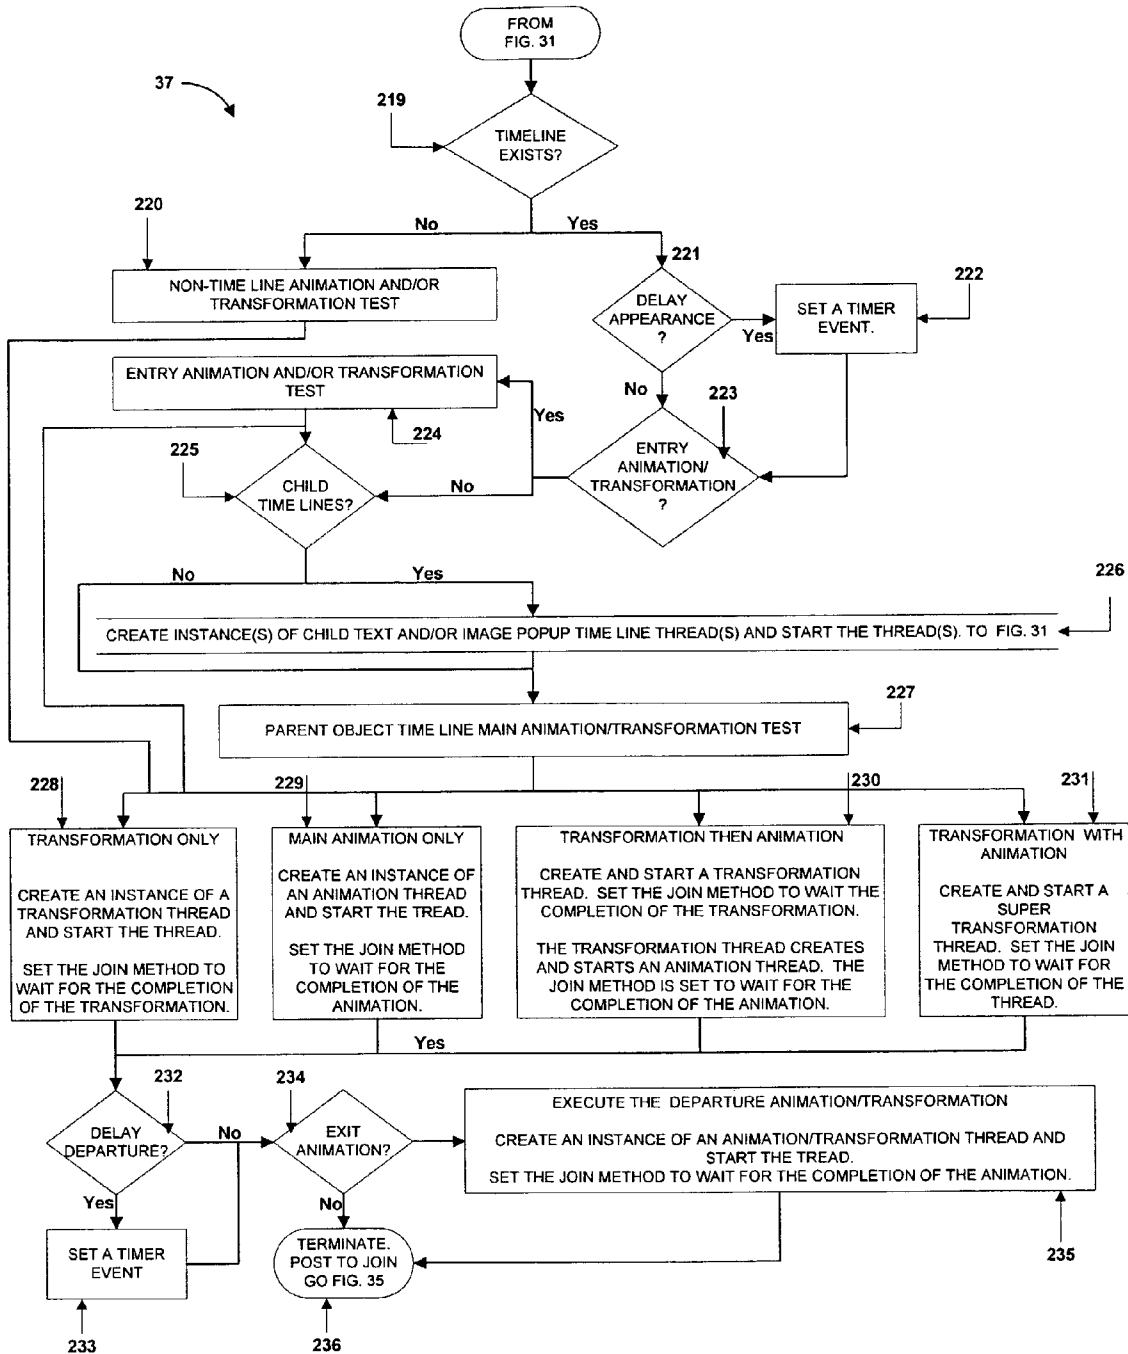 FROM
FIG. 31
37
219
TIMELINE
EXISTS?
220
No
Yes
221
NON-TIME LINE ANIMATION AND/OR
TRANSFORMATION TEST
DELAY
APPEARANCE
?
Yes
SET A TIMER
EVENT.
222
ENTRY ANIMATION AND/OR TRANSFORMATION
TEST
No
223
Yes
224
225
CHILD
TIME LINES?
No
ENTRY
ANIMATION/
TRANSFORMATION
?
No
Yes
226
CREATE INSTANCE(S) OF CHILD TEXT AND/OR IMAGE POPUP TIME LINE THREAD(S) AND START THE THREAD(S). TO FIG. 31
227
PARENT OBJECT TIME LINE MAIN ANIMATION/TRANSFORMATION TEST
228
229
230
231
TRANSFORMATION ONLY
CREATE AN INSTANCE OF A
TRANSFORMATION THREAD
AND START THE THREAD.
SET THE JOIN METHOD TO
WAIT FOR THE COMPLETION
OF THE TRANSFORMATION.
MAIN ANIMATION ONLY
CREATE AN INSTANCE OF
AN ANIMATION THREAD
AND START THE TREAD.
SET THE JOIN METHOD
TO WAIT FOR THE
COMPLETION OF THE
ANIMATION.
TRANSFORMATION THEN ANIMATION
CREATE AND START A TRANSFORMATION
THREAD. SET THE JOIN METHOD TO WAIT THE
COMPLETION OF THE TRANSFORMATION.
THE TRANSFORMATION THREAD CREATES
AND STARTS AN ANIMATION THREAD. THE
JOIN METHOD IS SET TO WAIT FOR THE
COMPLETION OF THE ANIMATION.
TRANSFORMATION WITH
ANIMATION
CREATE AND START A
SUPER
TRANSFORMATION
THREAD. SET THE JOIN
METHOD TO WAIT FOR
THE COMPLETION OF THE
THREAD.
Yes
232
DELAY
DEPARTURE?
No
234
EXIT
ANIMATION?
EXECUTE THE DEPARTURE ANIMATION/TRANSFORMATION
CREATE AN INSTANCE OF AN ANIMATION/TRANSFORMATION THREAD AND
START THE TREAD.
SET THE JOIN METHOD TO WAIT FOR THE COMPLETION OF THE ANIMATION.
Yes
No
SET A TIMER
EVENT
TERMINATE.
POST TO JOIN
GO FIG. 35
235
233
236